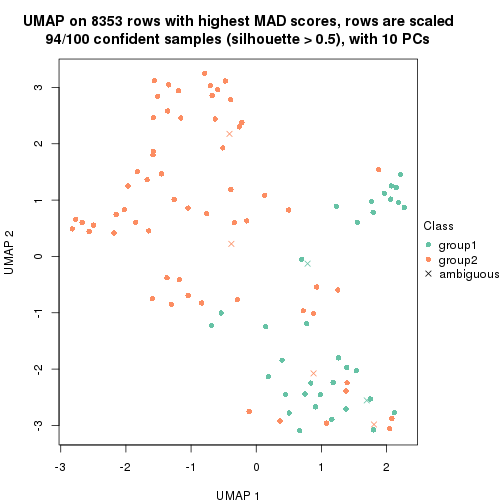 UMAP on 8353 rows with highest MAD scores, rows are scaled
94/100 confident samples (silhouette > 0.5), with 10 PCs
3
2
1
0
-1
-2
-3
UMAP 2
-3
-2
-1
0
1
2
UMAP 1
Class
group1
group2
ambiguous